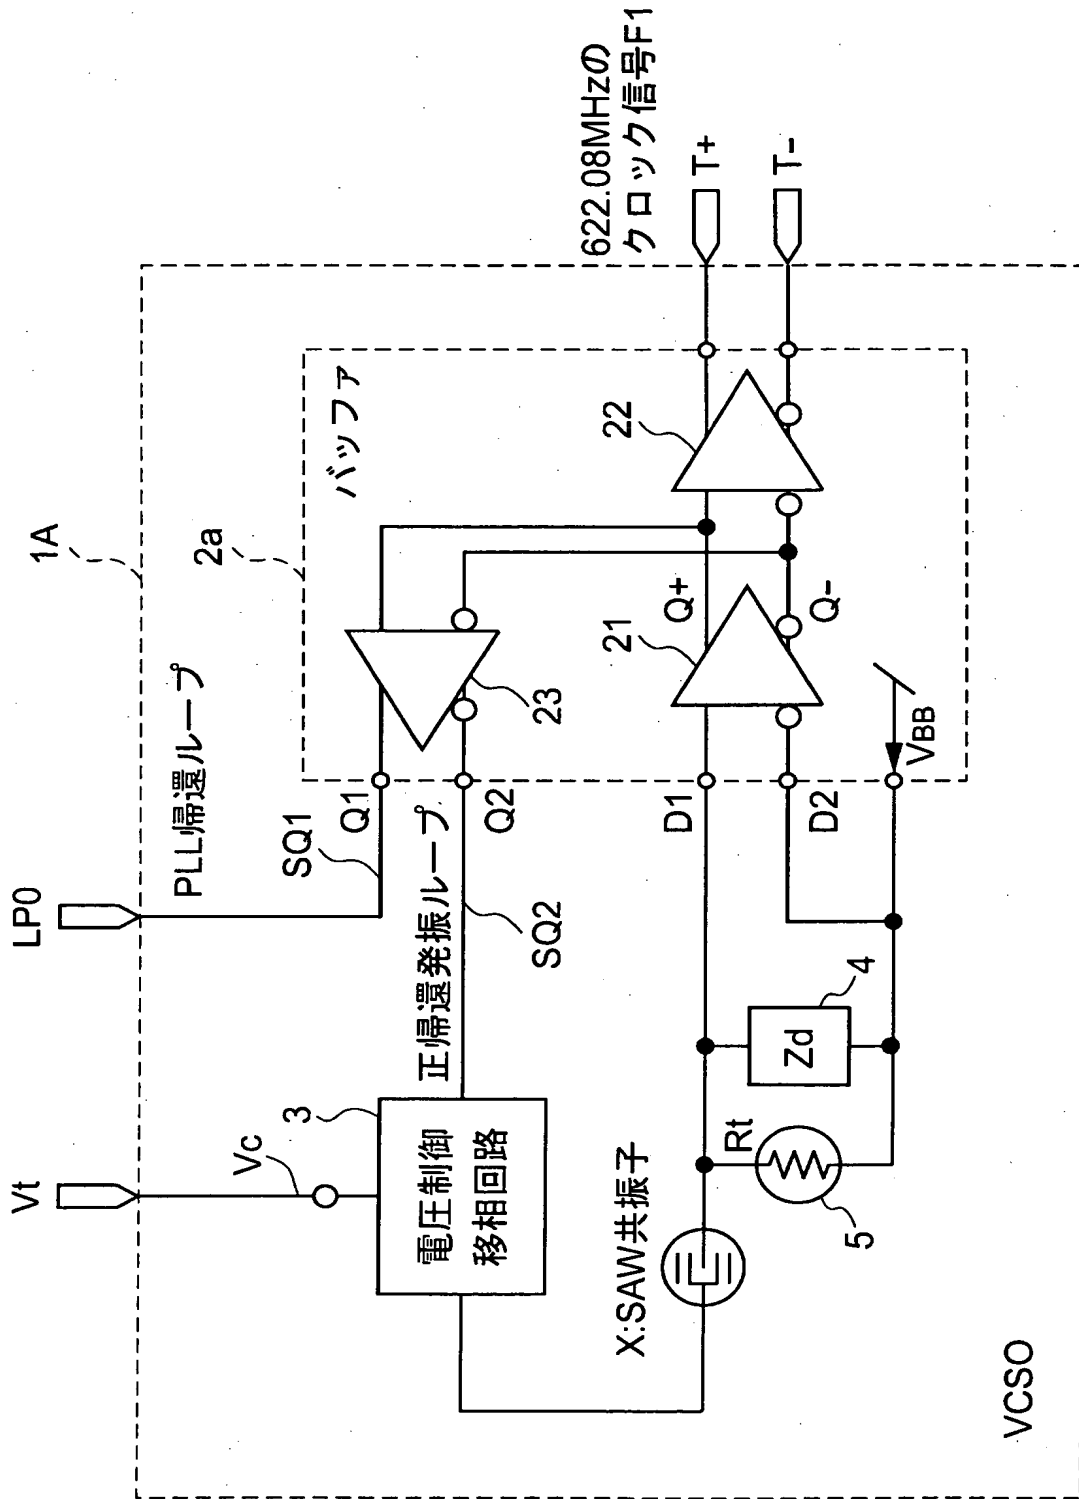 1A
LP0
Vt
PLL帰還ループ
Vc
SQ1
2a
バッファ
Q1
3
電圧制御
移相回路
正帰還発振ループ
SQ2
Q2
23
22
622.08MHzの
クロック信号F1
21
Q+
T+
X:SAW共振子
D1
Rt
Zd
4
D2
Q-
T-
5
VBB
VCSO